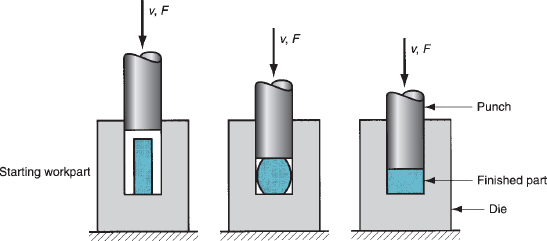 v, F
v, F
v, F
Punch
Starting workpart
Finished part
Die